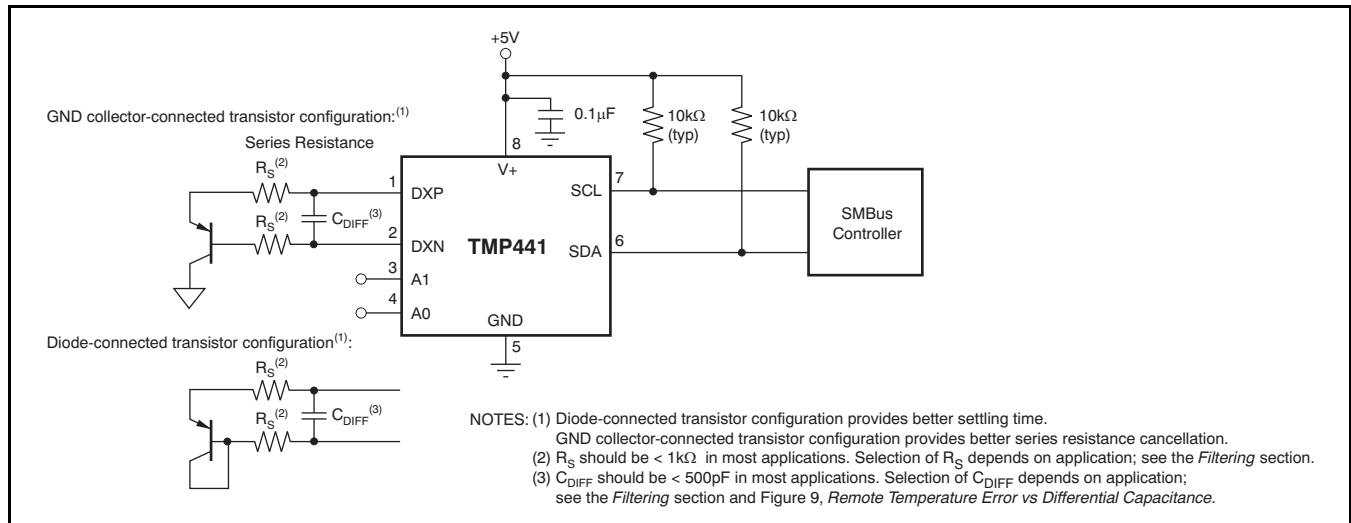 +5V
GND collector-connected transistor configuration:(1)
0.1μF
10kΩ
(typ)
10kΩ
(typ)
Series Resistance
RS(2)
8
V+
1
DXP
SCL
7
RS(2)
CDIFF(3)
2
DXN
TMP441
SDA
6
SMBus
Controller
3
A1
4
A0
GND
5
Diode-connected transistor configuration(1):
RS(2)
RS(2)
CDIFF(3)
NOTES: (1) Diode-connected transistor configuration provides better settling time.
GND collector-connected transistor configuration provides better series resistance cancellation.
(2) RS should be < 1kΩ in most applications. Selection of RS depends on application; see the Filtering section.
(3) CDIFF should be < 500pF in most applications. Selection of CDIFF depends on application;
see the Filtering section and Figure 9, Remote Temperature Error vs Differential Capacitance.